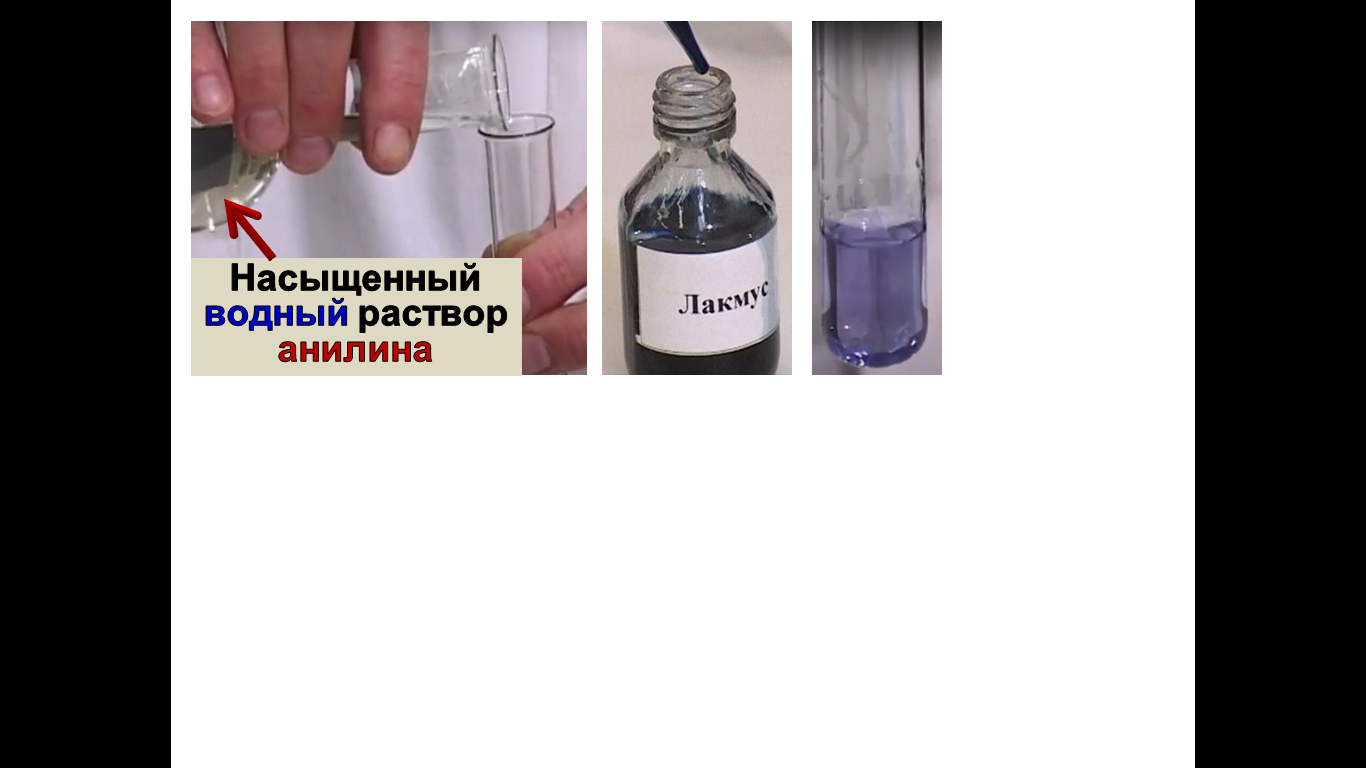 Насыщенный
водный раствор
анилина
Лакмус